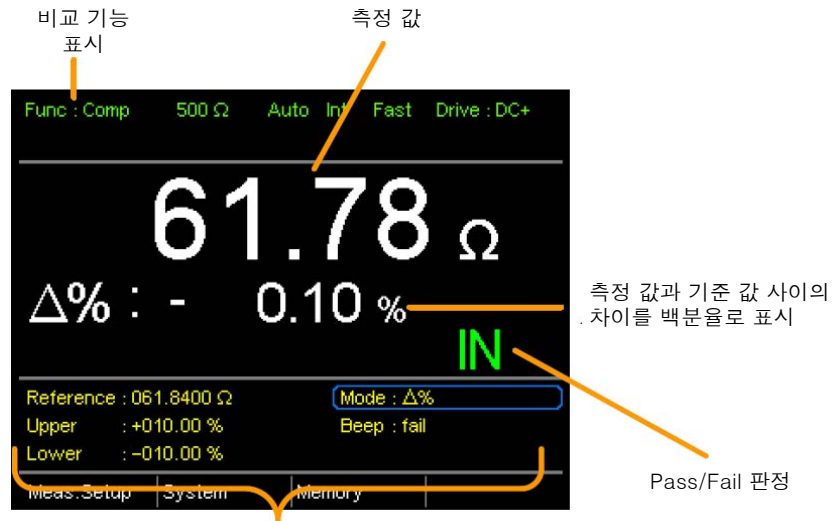 비교 기능
표시
측정 값
Func : Comp 500 Ω Auto Int Fast Drive : DC+
61.78 Ω
Δ% : - 0.10 %
측정 값과 기준 값 사이의
차이를 백분율로 표시
IN
Reference : 061.8400 Ω Mode : Δ%
Upper : +010.00 % Beep : fail
Lower : -010.00 %
Pass/Fail 판정
Meas.Setup System Memory